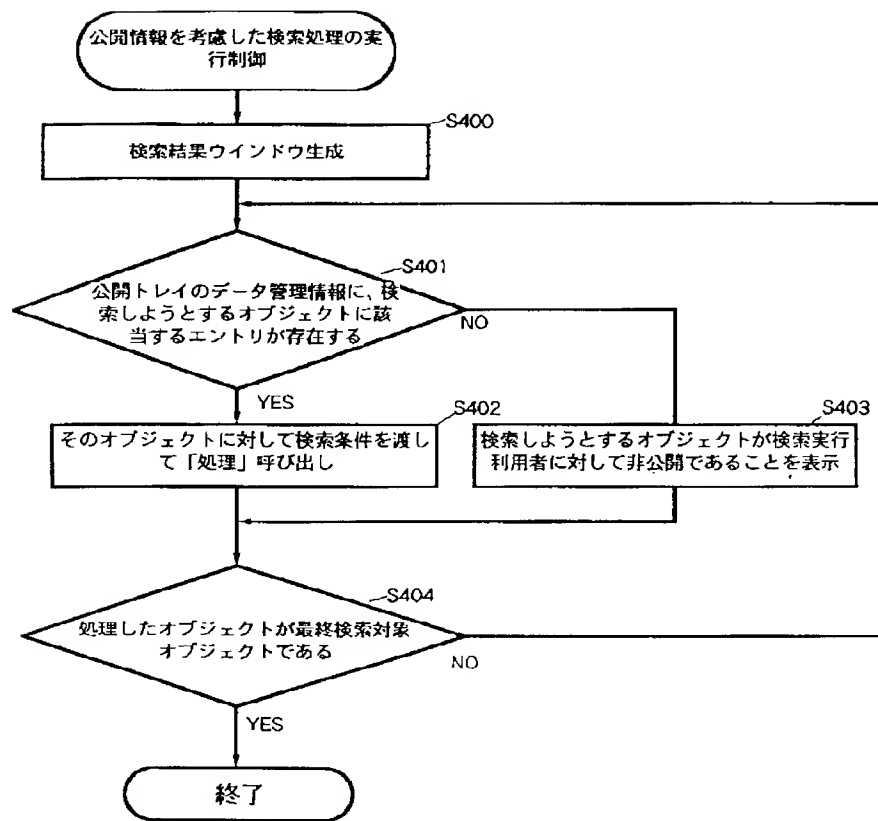 公開情報を考慮した検索処理の実
行制御
S400
検索結果ウインドウ生成
S401
公開トレイのデータ管理情報に、検
索しようとするオブジェクトに該
当するエントリが存在する
NO
YES
S402
そのオブジェクトに対して検索条件を渡し
て「処理」呼び出し
S403
検索しようとするオブジェクトが検索実行
利用者に対して非公開であることを表示
S404
処理したオブジェクトが最終検索対象
オブジェクトである
NO
YES
終了